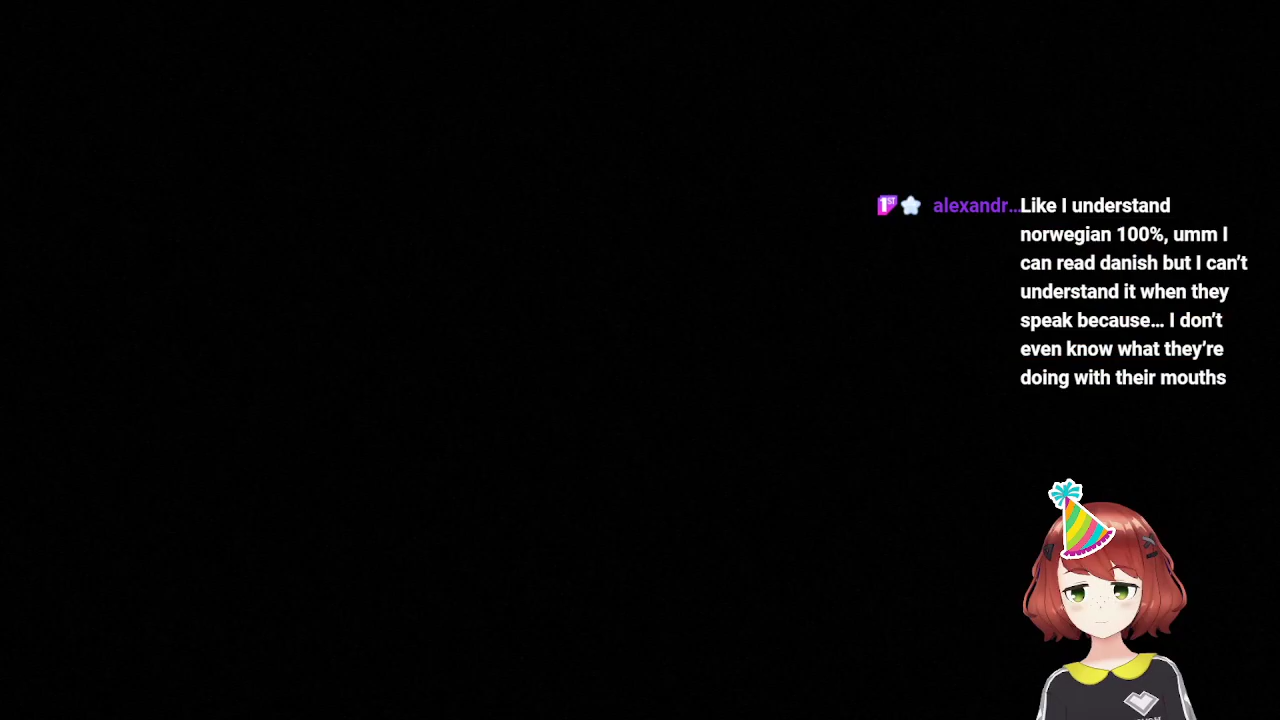 1ST alexandr…Like I understand
norwegian 100%, umm I
can read danish but I can’t
understand it when they
speak because… I don’t
even know what they’re
doing with their mouths